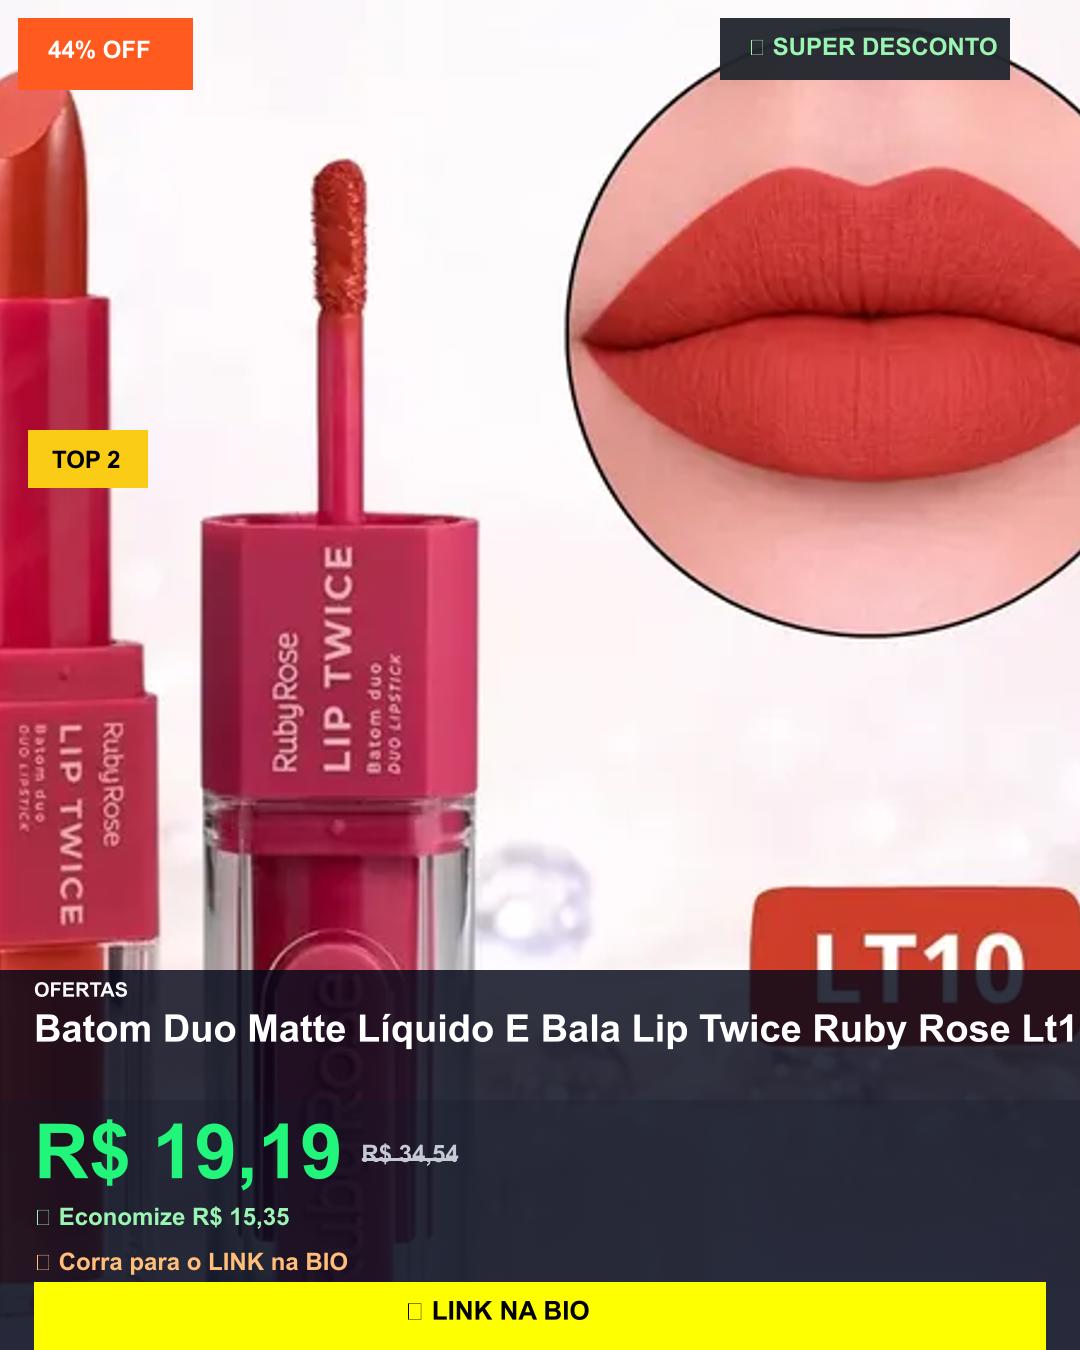 44% OFF
SUPER DESCONTO
TOP 2
RubyRose
LIP TWICE
Batom duo
DUO LIPSTICK
RubyRose
LIP TWICE
Batom duo
DUO LIPSTICK
LT10
OFERTAS
Batom Duo Matte Líquido E Bala Lip Twice Ruby Rose Lt1
R$ 19,19 R$ 34,54
Economize R$ 15,35
Corra para o LINK na BIO
RubyRose
LINK NA BIO